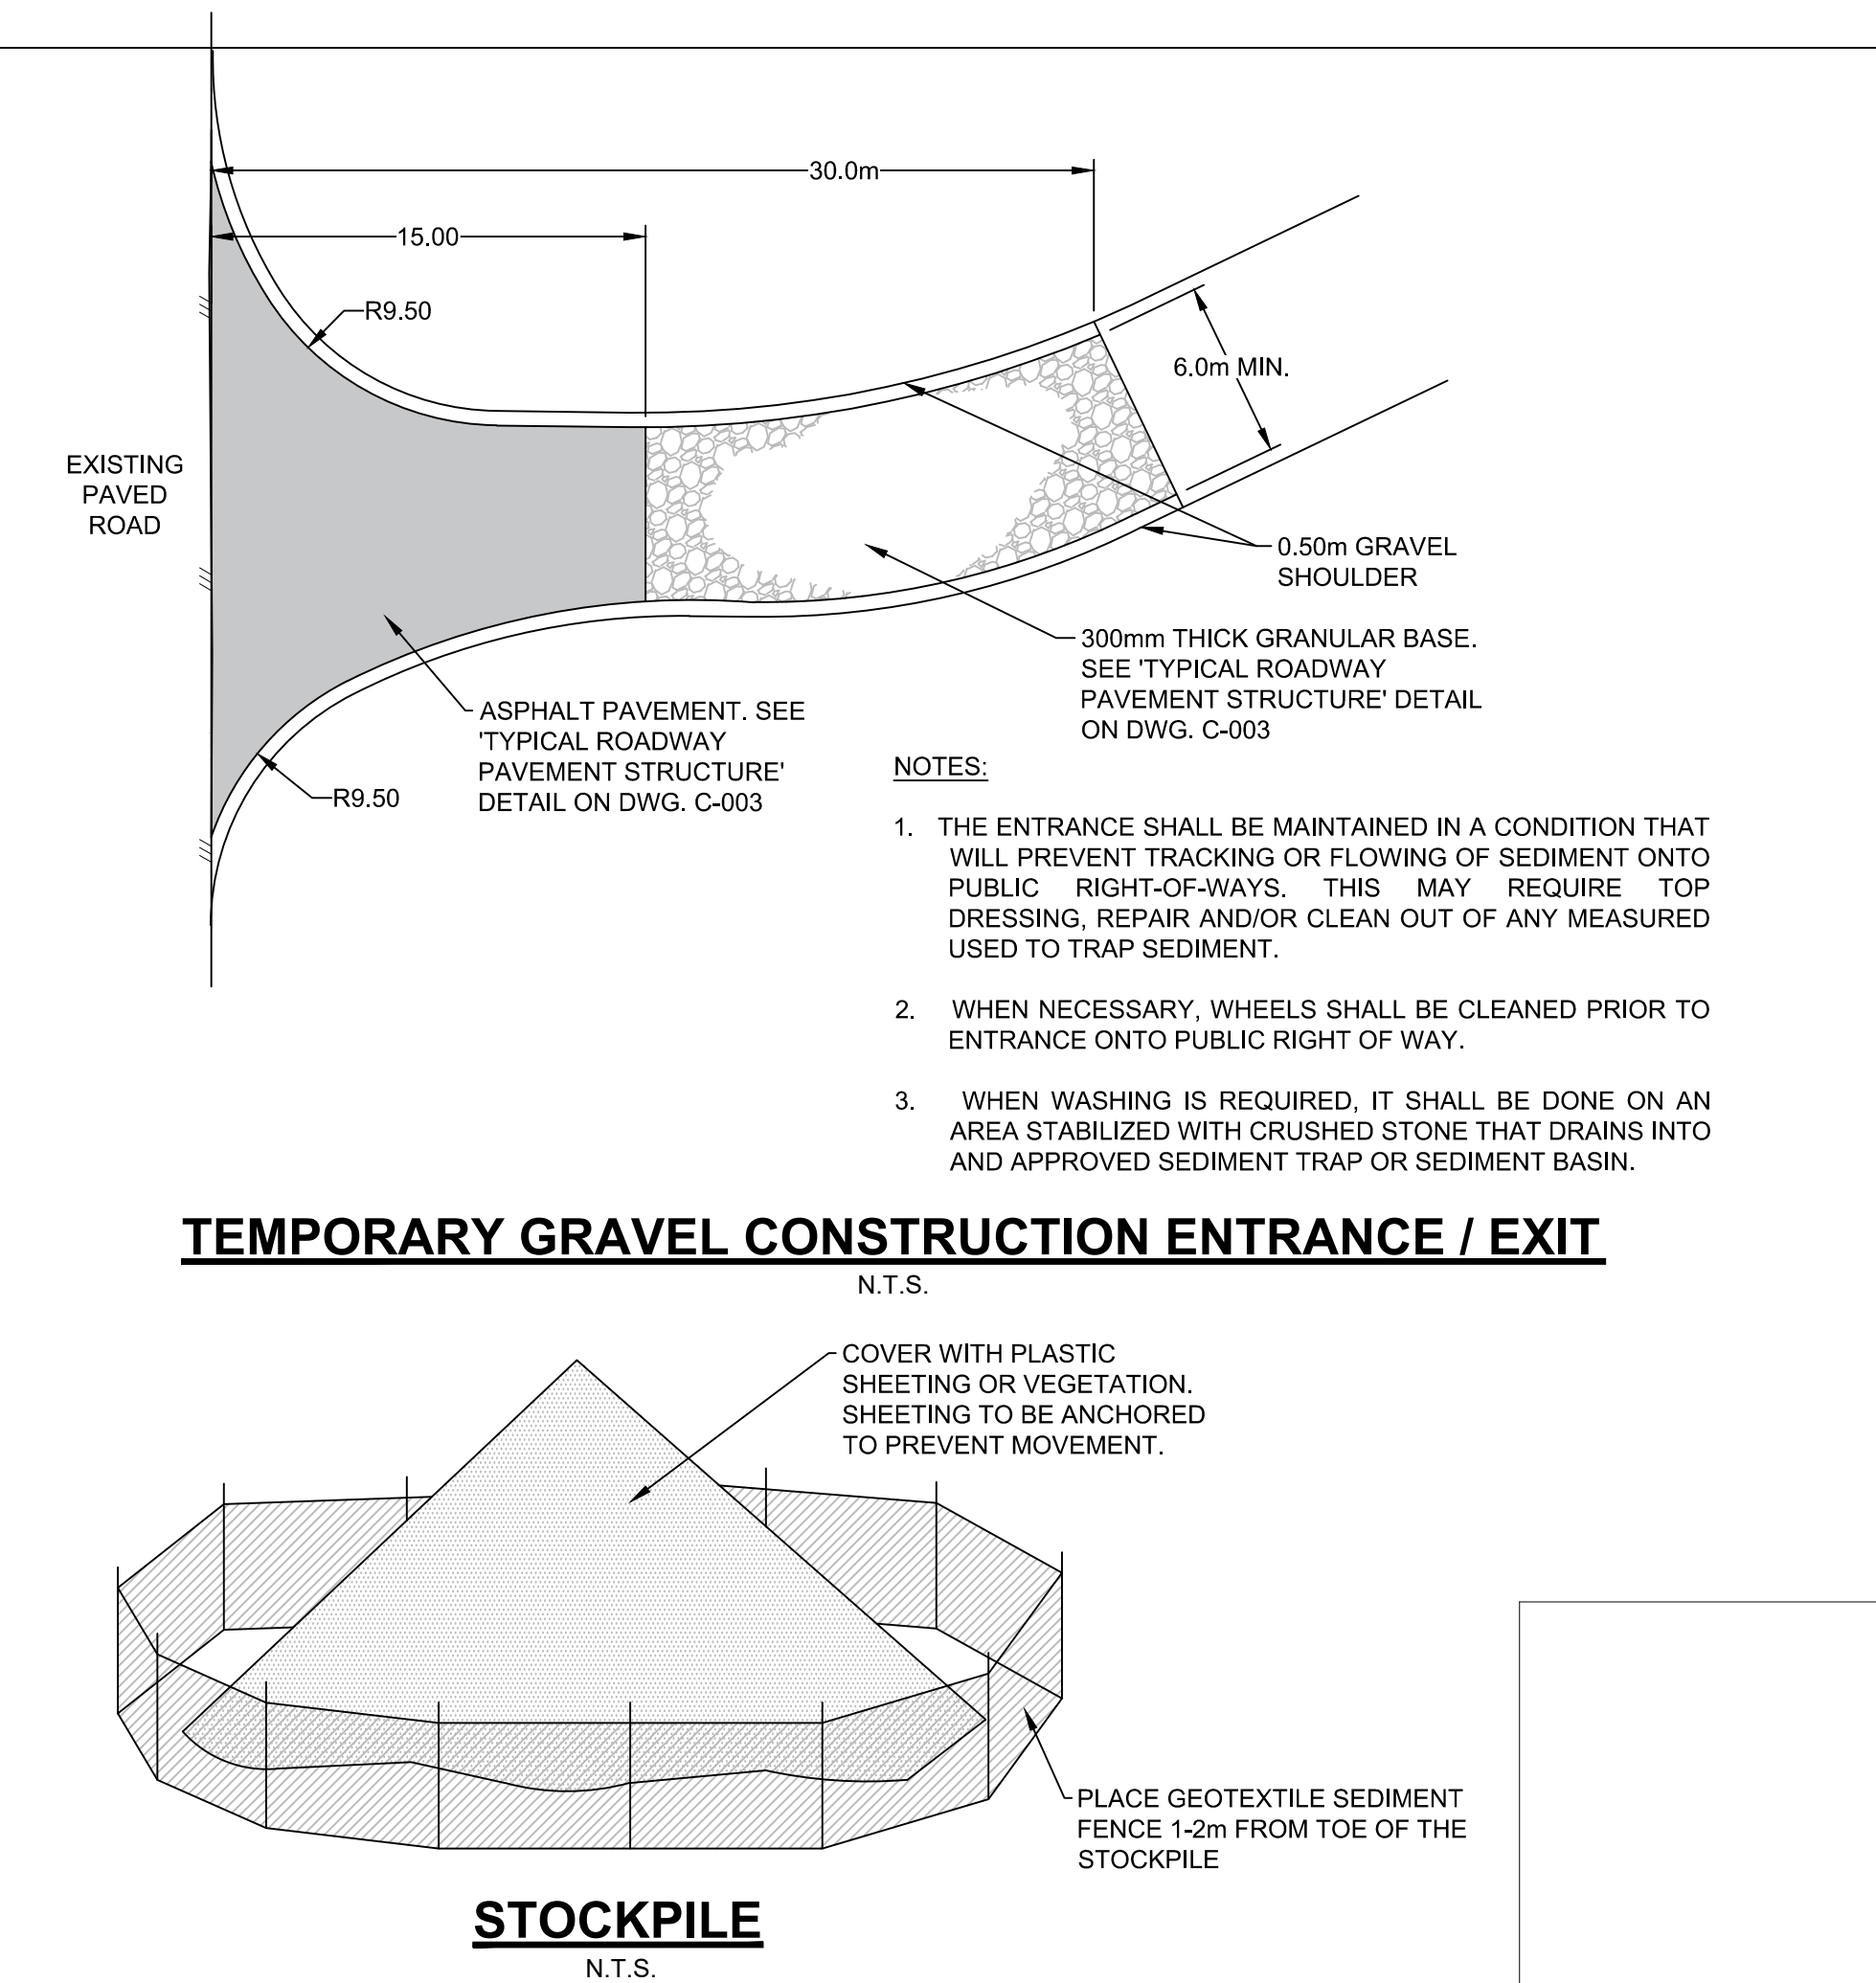 30.0m
15.00
R9.50
6.0m MIN.
EXISTING
PAVED
ROAD
0.50m GRAVEL
SHOULDER
300mm THICK GRANULAR BASE.
SEE 'TYPICAL ROADWAY
PAVEMENT STRUCTURE' DETAIL
ON DWG. C-003
ASPHALT PAVEMENT. SEE
'TYPICAL ROADWAY
PAVEMENT STRUCTURE'
DETAIL ON DWG. C-003
R9.50
NOTES:
1. THE ENTRANCE SHALL BE MAINTAINED IN A CONDITION THAT
WILL PREVENT TRACKING OR FLOWING OF SEDIMENT ONTO
PUBLIC RIGHT-OF-WAYS. THIS MAY REQUIRE TOP
DRESSING, REPAIR AND/OR CLEAN OUT OF ANY MEASURED
USED TO TRAP SEDIMENT.
2. WHEN NECESSARY, WHEELS SHALL BE CLEANED PRIOR TO
ENTRANCE ONTO PUBLIC RIGHT OF WAY.
3. WHEN WASHING IS REQUIRED, IT SHALL BE DONE ON AN
AREA STABILIZED WITH CRUSHED STONE THAT DRAINS INTO
AND APPROVED SEDIMENT TRAP OR SEDIMENT BASIN.
TEMPORARY GRAVEL CONSTRUCTION ENTRANCE / EXIT
N.T.S.
COVER WITH PLASTIC
SHEETING OR VEGETATION.
SHEETING TO BE ANCHORED
TO PREVENT MOVEMENT.
PLACE GEOTEXTILE SEDIMENT
FENCE 1-2m FROM TOE OF THE
STOCKPILE
STOCKPILE
N.T.S.